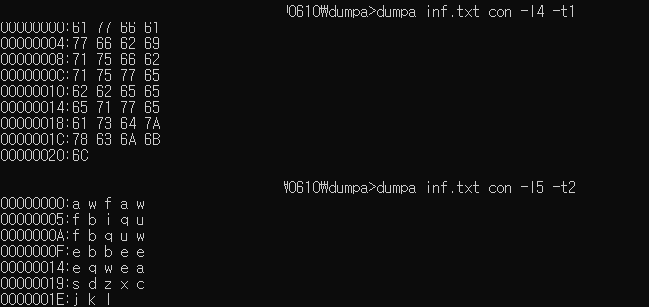 \0610\dumpa>dumpa inf.txt con -l4 -t1
00000000:61 77 66 61
00000004:77 66 62 69
00000008:71 75 66 62
0000000C:71 75 77 65
00000010:62 62 65 65
00000014:65 71 77 65
00000018:61 73 64 7A
0000001C:78 63 6A 6B
00000020:6C
₩0610₩dumpa>dumpa inf.txt con -l5 -t2
00000000:a w f a w
00000005:f b i q u
0000000A:f b q u w
0000000F:e b b e e
00000014:e q w e a
00000019:s d z x c
0000001E:j k l